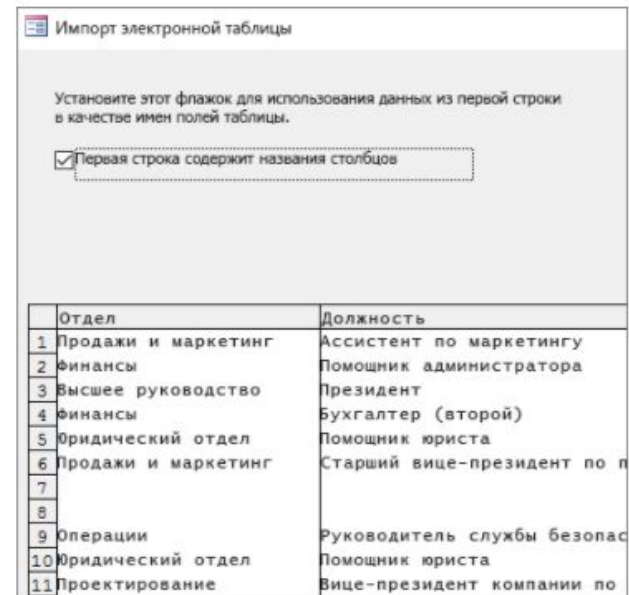 Импорт электронной таблицы
Установите этот флажок для использования данных из первой строки
в качестве имен полей таблицы.
Первая строка содержит названия столбцов
Отдел Должность
1 Продажи и маркетинг Ассистент по маркетингу
2 Финансы Помощник администратора
3 Высшее руководство Президент
4 Финансы Бухгалтер (второй)
5 Юридический отдел Помощник юриста
6 Продажи и маркетинг Старший вице-президент по п
7
8
9 Операции Руководитель службы безопас
10 Юридический отдел Помощник юриста
11 Проектирование Вице-президент компании по